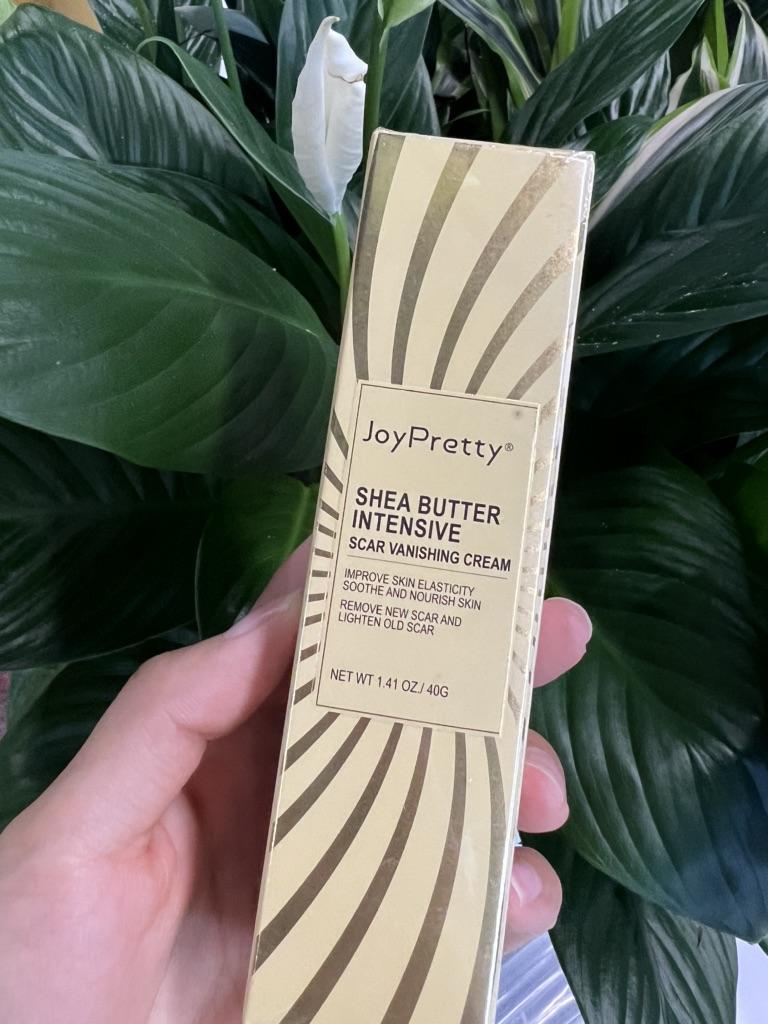 JoyPretty®
SHEA BUTTER
INTENSIVE
SCAR VANISHING CREAM
IMPROVE SKIN ELASTICITY
SOOTHE AND NOURISH SKIN
REMOVE NEW SCAR AND
LIGHTEN OLD SCAR
NET WT 1.41 OZ./ 40G